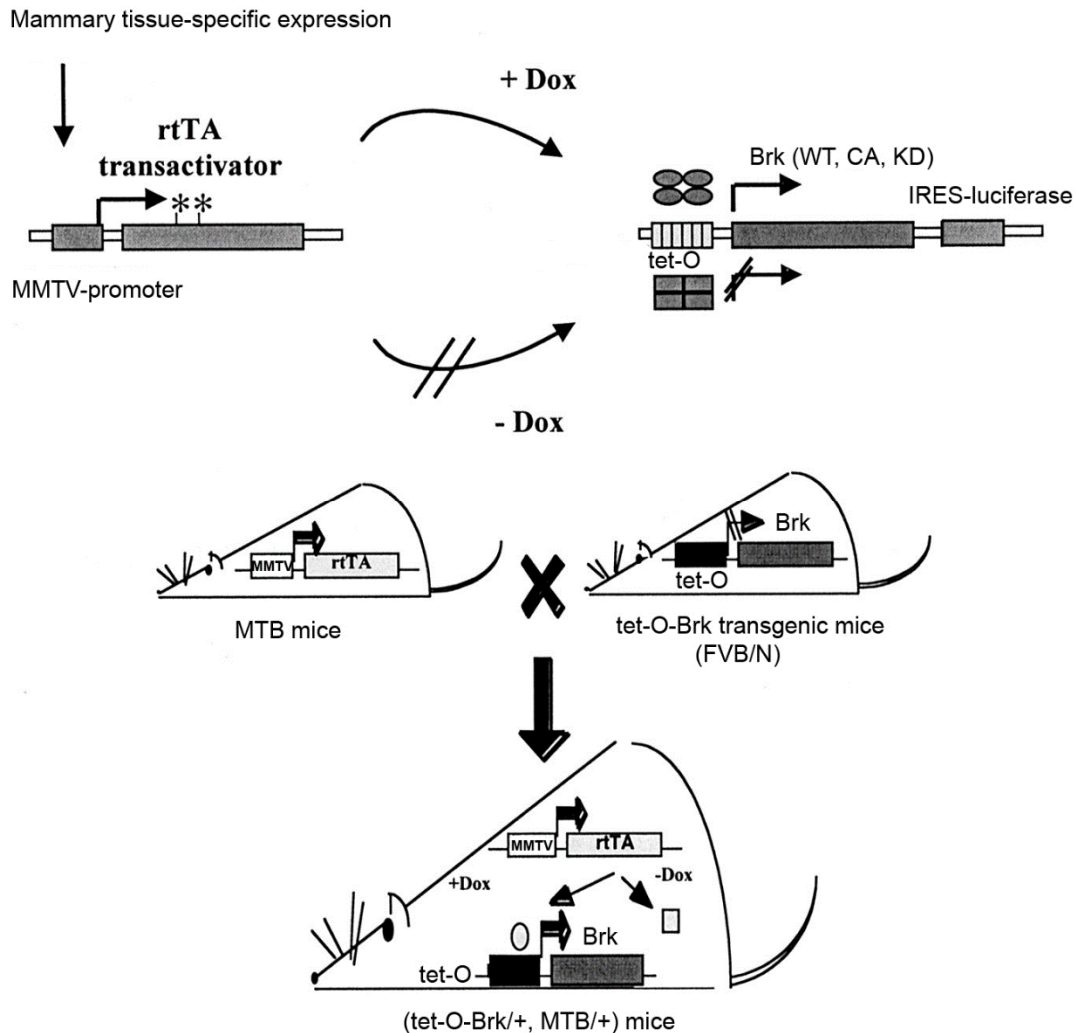 Mammary tissue-specific expression
+ Dox
rtTA
transactivator
**
Brk (WT, CA, KD)
IRES-luciferase
tet-O
MMTV-promoter
- Dox
MMTV
rtTA
Brk
tet-O
MTB mice
tet-O-Brk transgenic mice
(FVB/N)
MMTV
rtTA
+Dox
-Dox
Brk
tet-O
(tet-O-Brk/+, MTB/+) mice